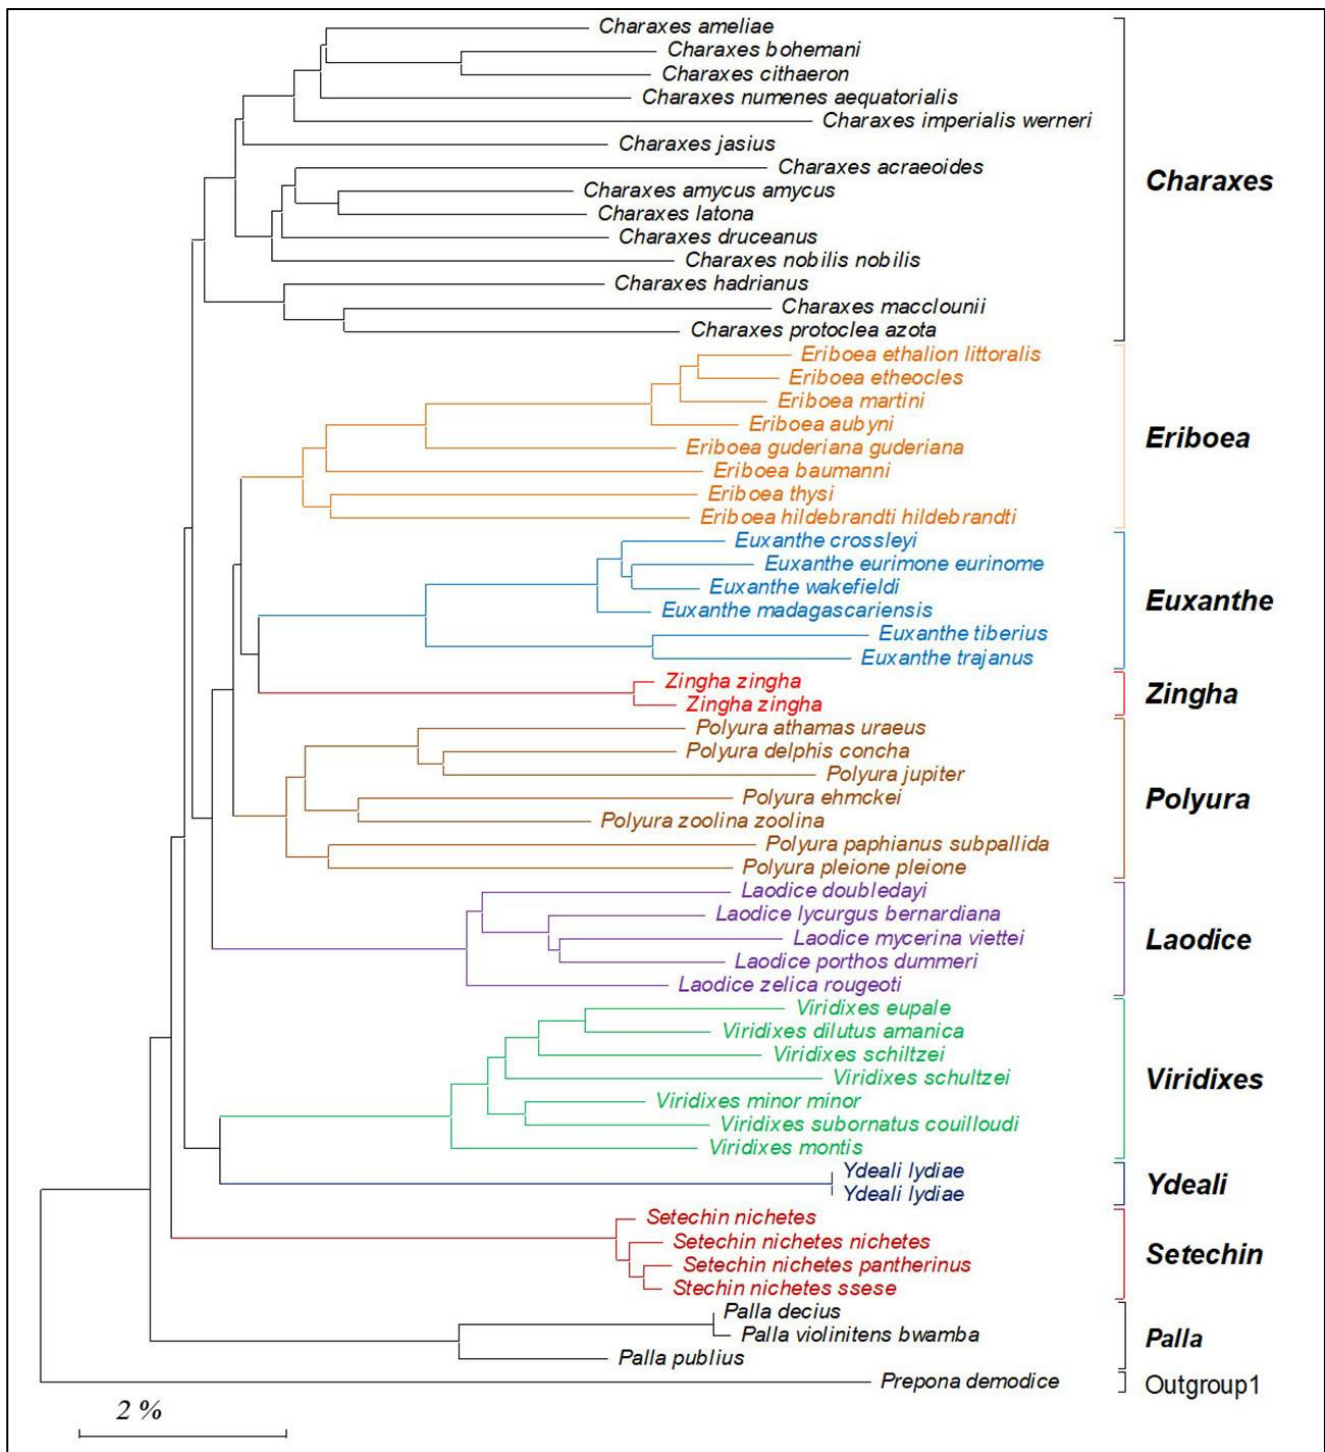 Charaxes ameliae
Charaxes bohemani
Charaxes cithaeron
Charaxes numenes aequatorialis
Charaxes imperialis werneri
Charaxes jasius
Charaxes acraeoides
Charaxes
Charaxes amycus amycus
Charaxes latona
Charaxes druceanus
Charaxes nobilis nobilis
Charaxes hadrianus
Charaxes macclounii
Charaxes protoclea azota
Eriboea ethalion littoralis
Eriboea etheocles
Eriboea martini
Eriboea aubyni
Eriboea
Eriboea guderiana guderiana
Eriboea baumanni
Eriboea thysi
Eriboea hildebrandti hildebrandti
Euxanthe crossleyi
Euxanthe eurimone eurinome
Euxanthe wakefieldi
Euxanthe
Euxanthe madagascariensis
Euxanthe tiberius
Euxanthe trajanus
Zingha zingha
Zingha
Zingha zingha
Polyura athamas uraeus
Polyura delphis concha
Polyura jupiter
Polyura ehmckei
Polyura
Polyura zoolina zoolina
Polyura paphianus subpallida
Polyura pleione pleione
Laodice doubledayi
Laodice lycurgus bernardiana
Laodice mycerina viettei
Laodice
Laodice porthos dummeri
Laodice zelica rougeoti
Viridixes eupale
Viridixes dilutus amanica
Viridixes schiltzei
Viridixes schultzei
Viridixes
Viridixes minor minor
Viridixes subornatus couilloudi
Viridixes montis
Ydeali lydiae
Ydeali
Ydeali lydiae
Setechin nichetes
Setechin nichetes nichetes
Setechin
Setechin nichetes pantherinus
Stechin nichetes ssese
Palla decius
Palla violinitens bwamba
Palla
Palla publius
Prepona demodice
Outgroup1
2 %